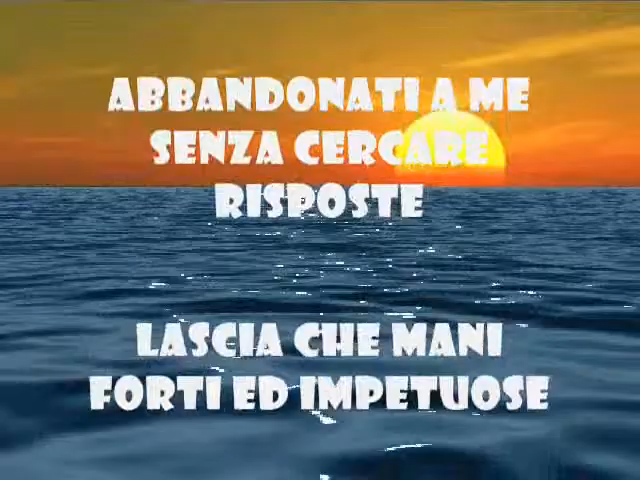 ABBANDONATI A ME
SENZA CERCARE
RISPOSTE
LASCIA CHE MANI
FORTI ED IMPETUOSE